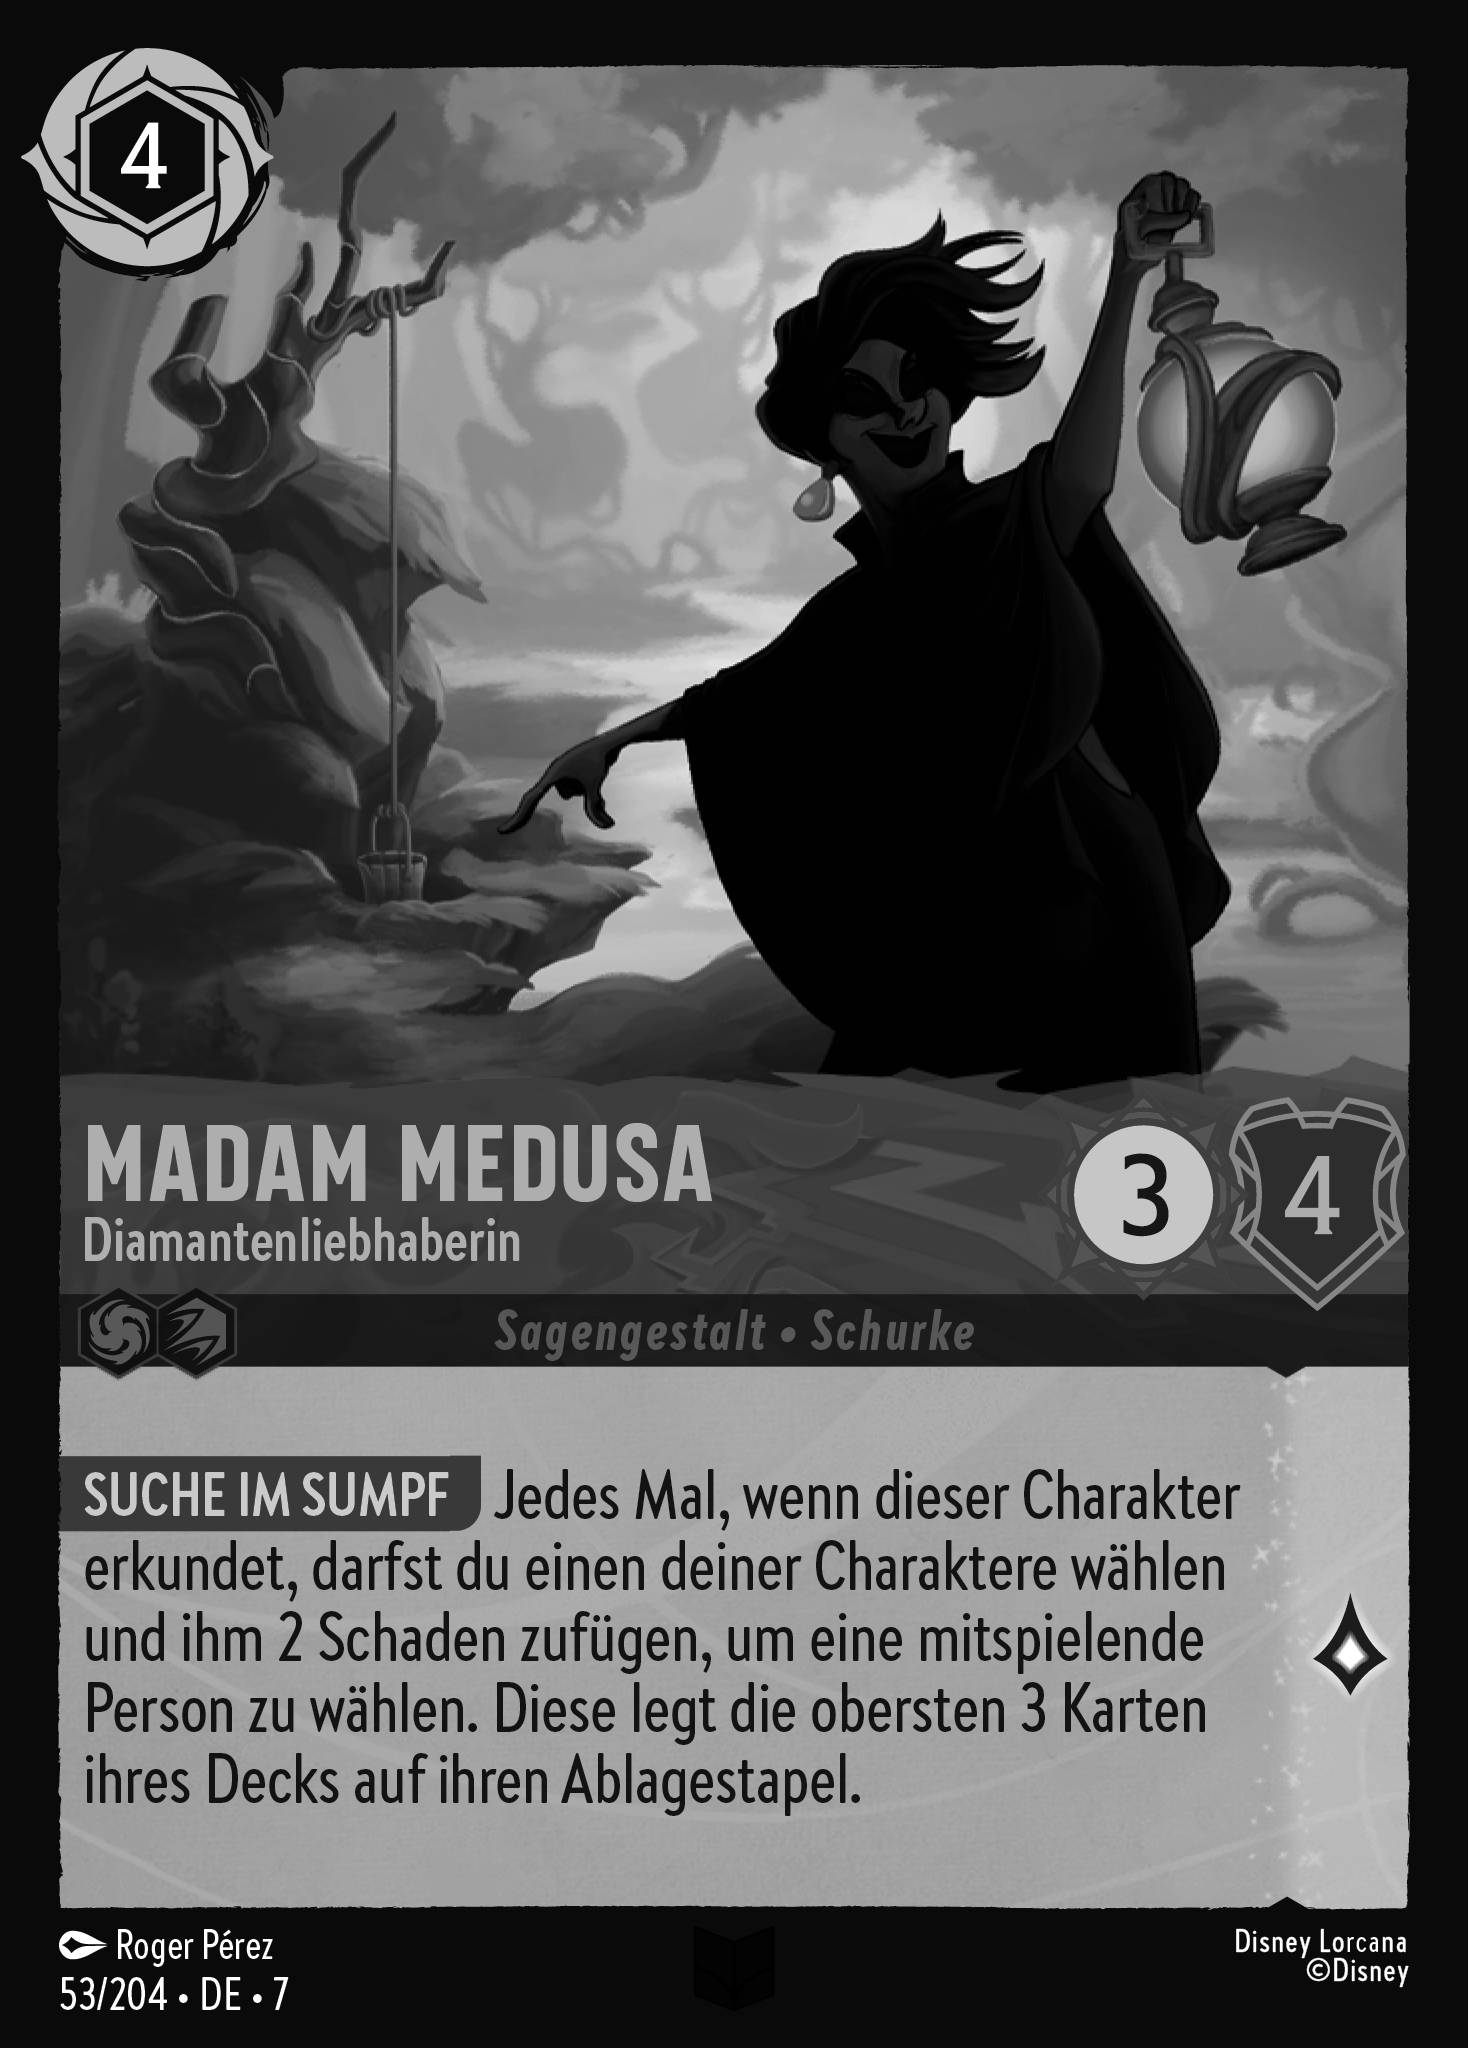 4
MADAM MEDUSA
Diamantenliebhaberin
3
4
Sagengestalt • Schurke
SUCHE IM SUMPF Jedes Mal, wenn dieser Charakter
erkundet, darfst du einen deiner Charaktere wählen
und ihm 2 Schaden zufügen, um eine mitspielende
Person zu wählen. Diese legt die obersten 3 Karten
ihres Decks auf ihren Ablagestapel.
Roger Pérez
53/204 • DE • 7
Disney Lorcana
©Disney